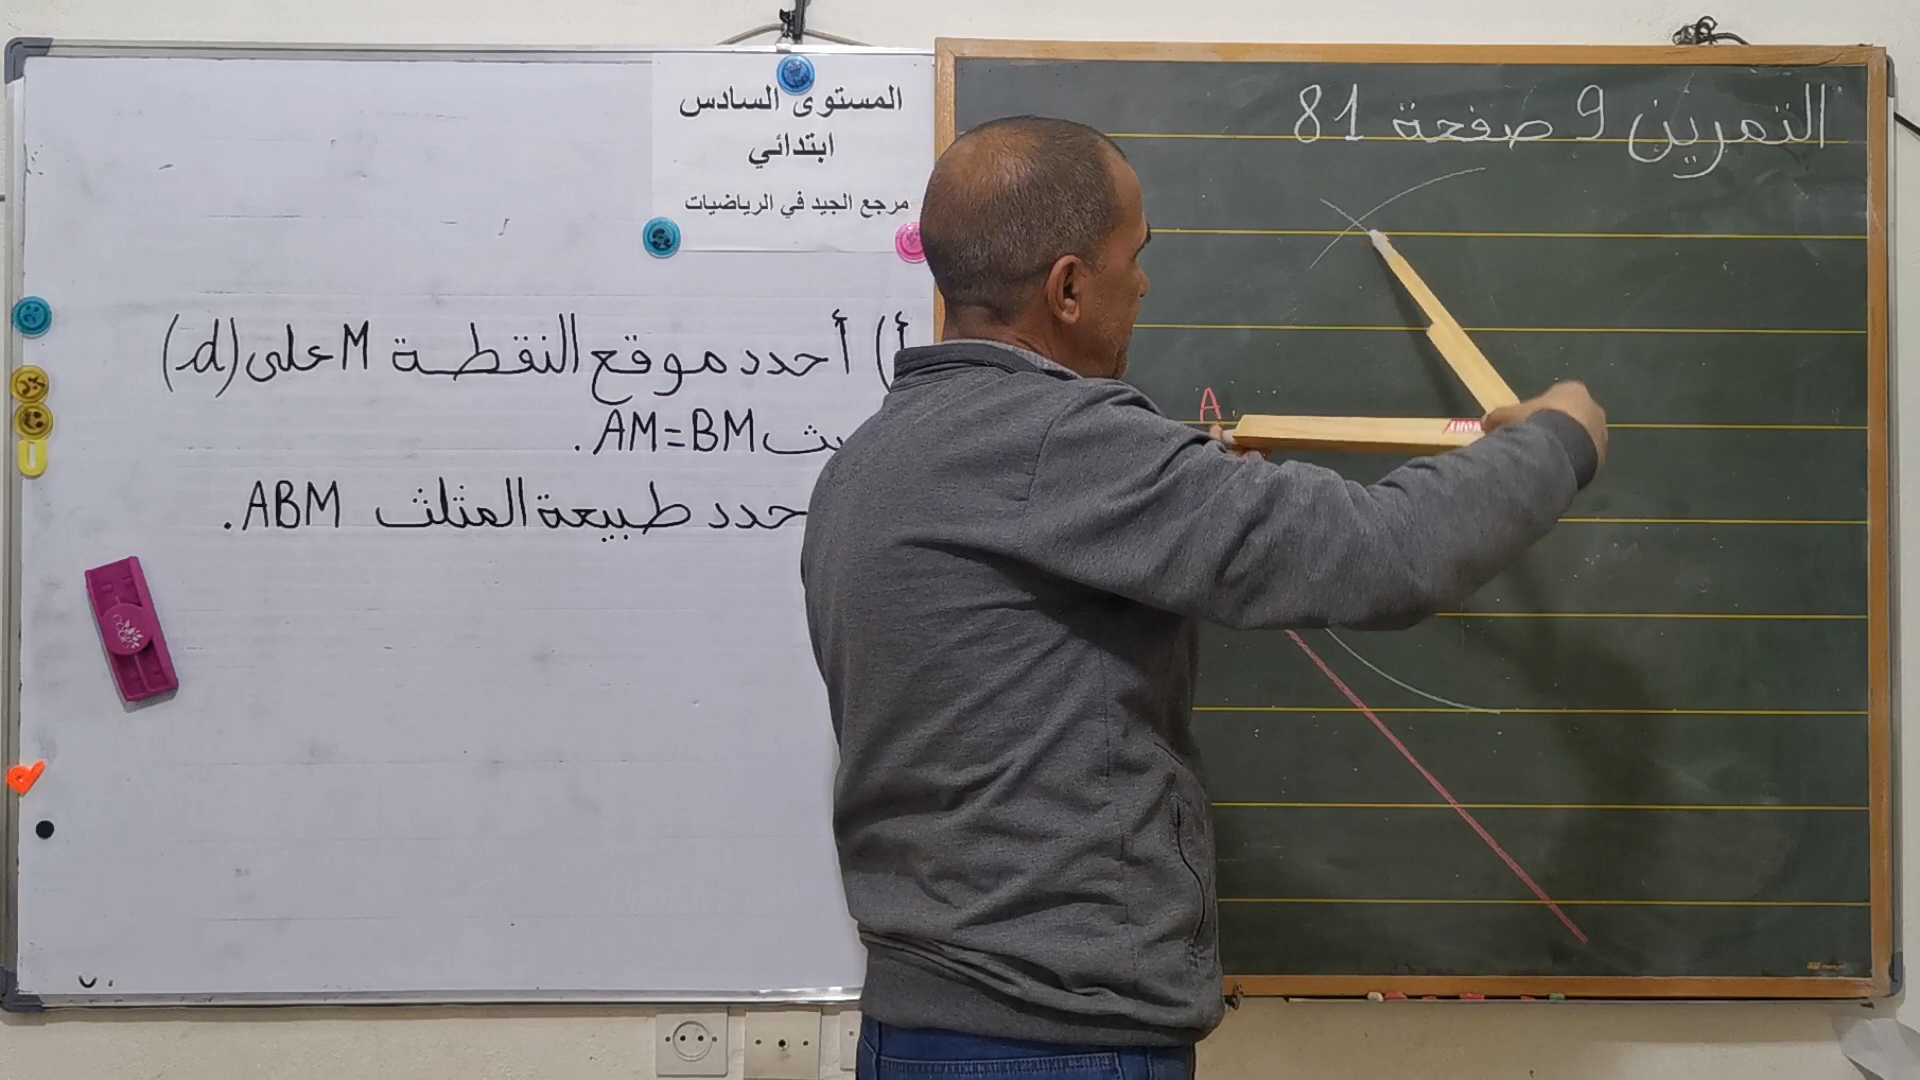 المستوى السادس
ابتدائي
مرجع الجيد في الرياضيات
أ) أحدد موقع النقطة M على (d)
AM=BM.
طبيعة المثلث ABM.
التمرين 9 صفحة 81
A